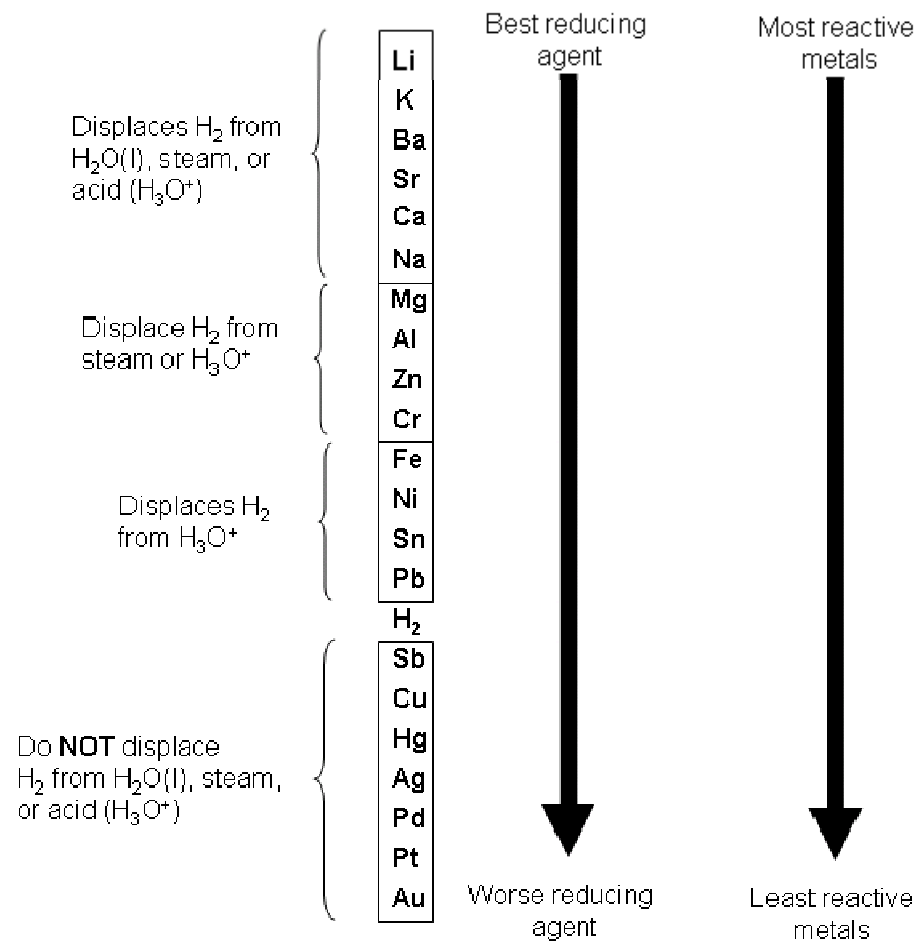 Best reducing
agent
Most reactive
metals
Displaces H₂ from
H₂O(l), steam, or
acid (H₃O⁺)
Li
K
Ba
Sr
Ca
Na
Displace H₂ from
steam or H₃O⁺
Mg
Al
Zn
Cr
Displaces H₂
from H₃O⁺
Fe
Ni
Sn
Pb
H₂
Do NOT displace
H₂ from H₂O(l), steam,
or acid (H₃O⁺)
Sb
Cu
Hg
Ag
Pd
Pt
Au
Worse reducing
agent
Least reactive
metals